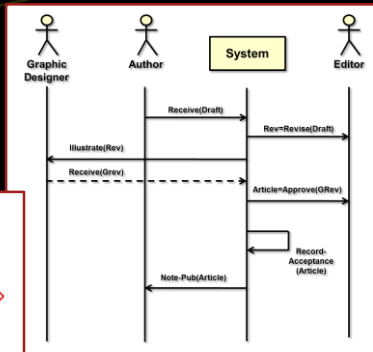 Graphic
Designer
Author
System
Editor
Receive(Draft)
Rev=Revise(Draft)
Illustrate(Rev)
Receive(Grev)
Article=Approve(GRev)
Record-
Acceptance
(Article)
Note-Pub(Article)